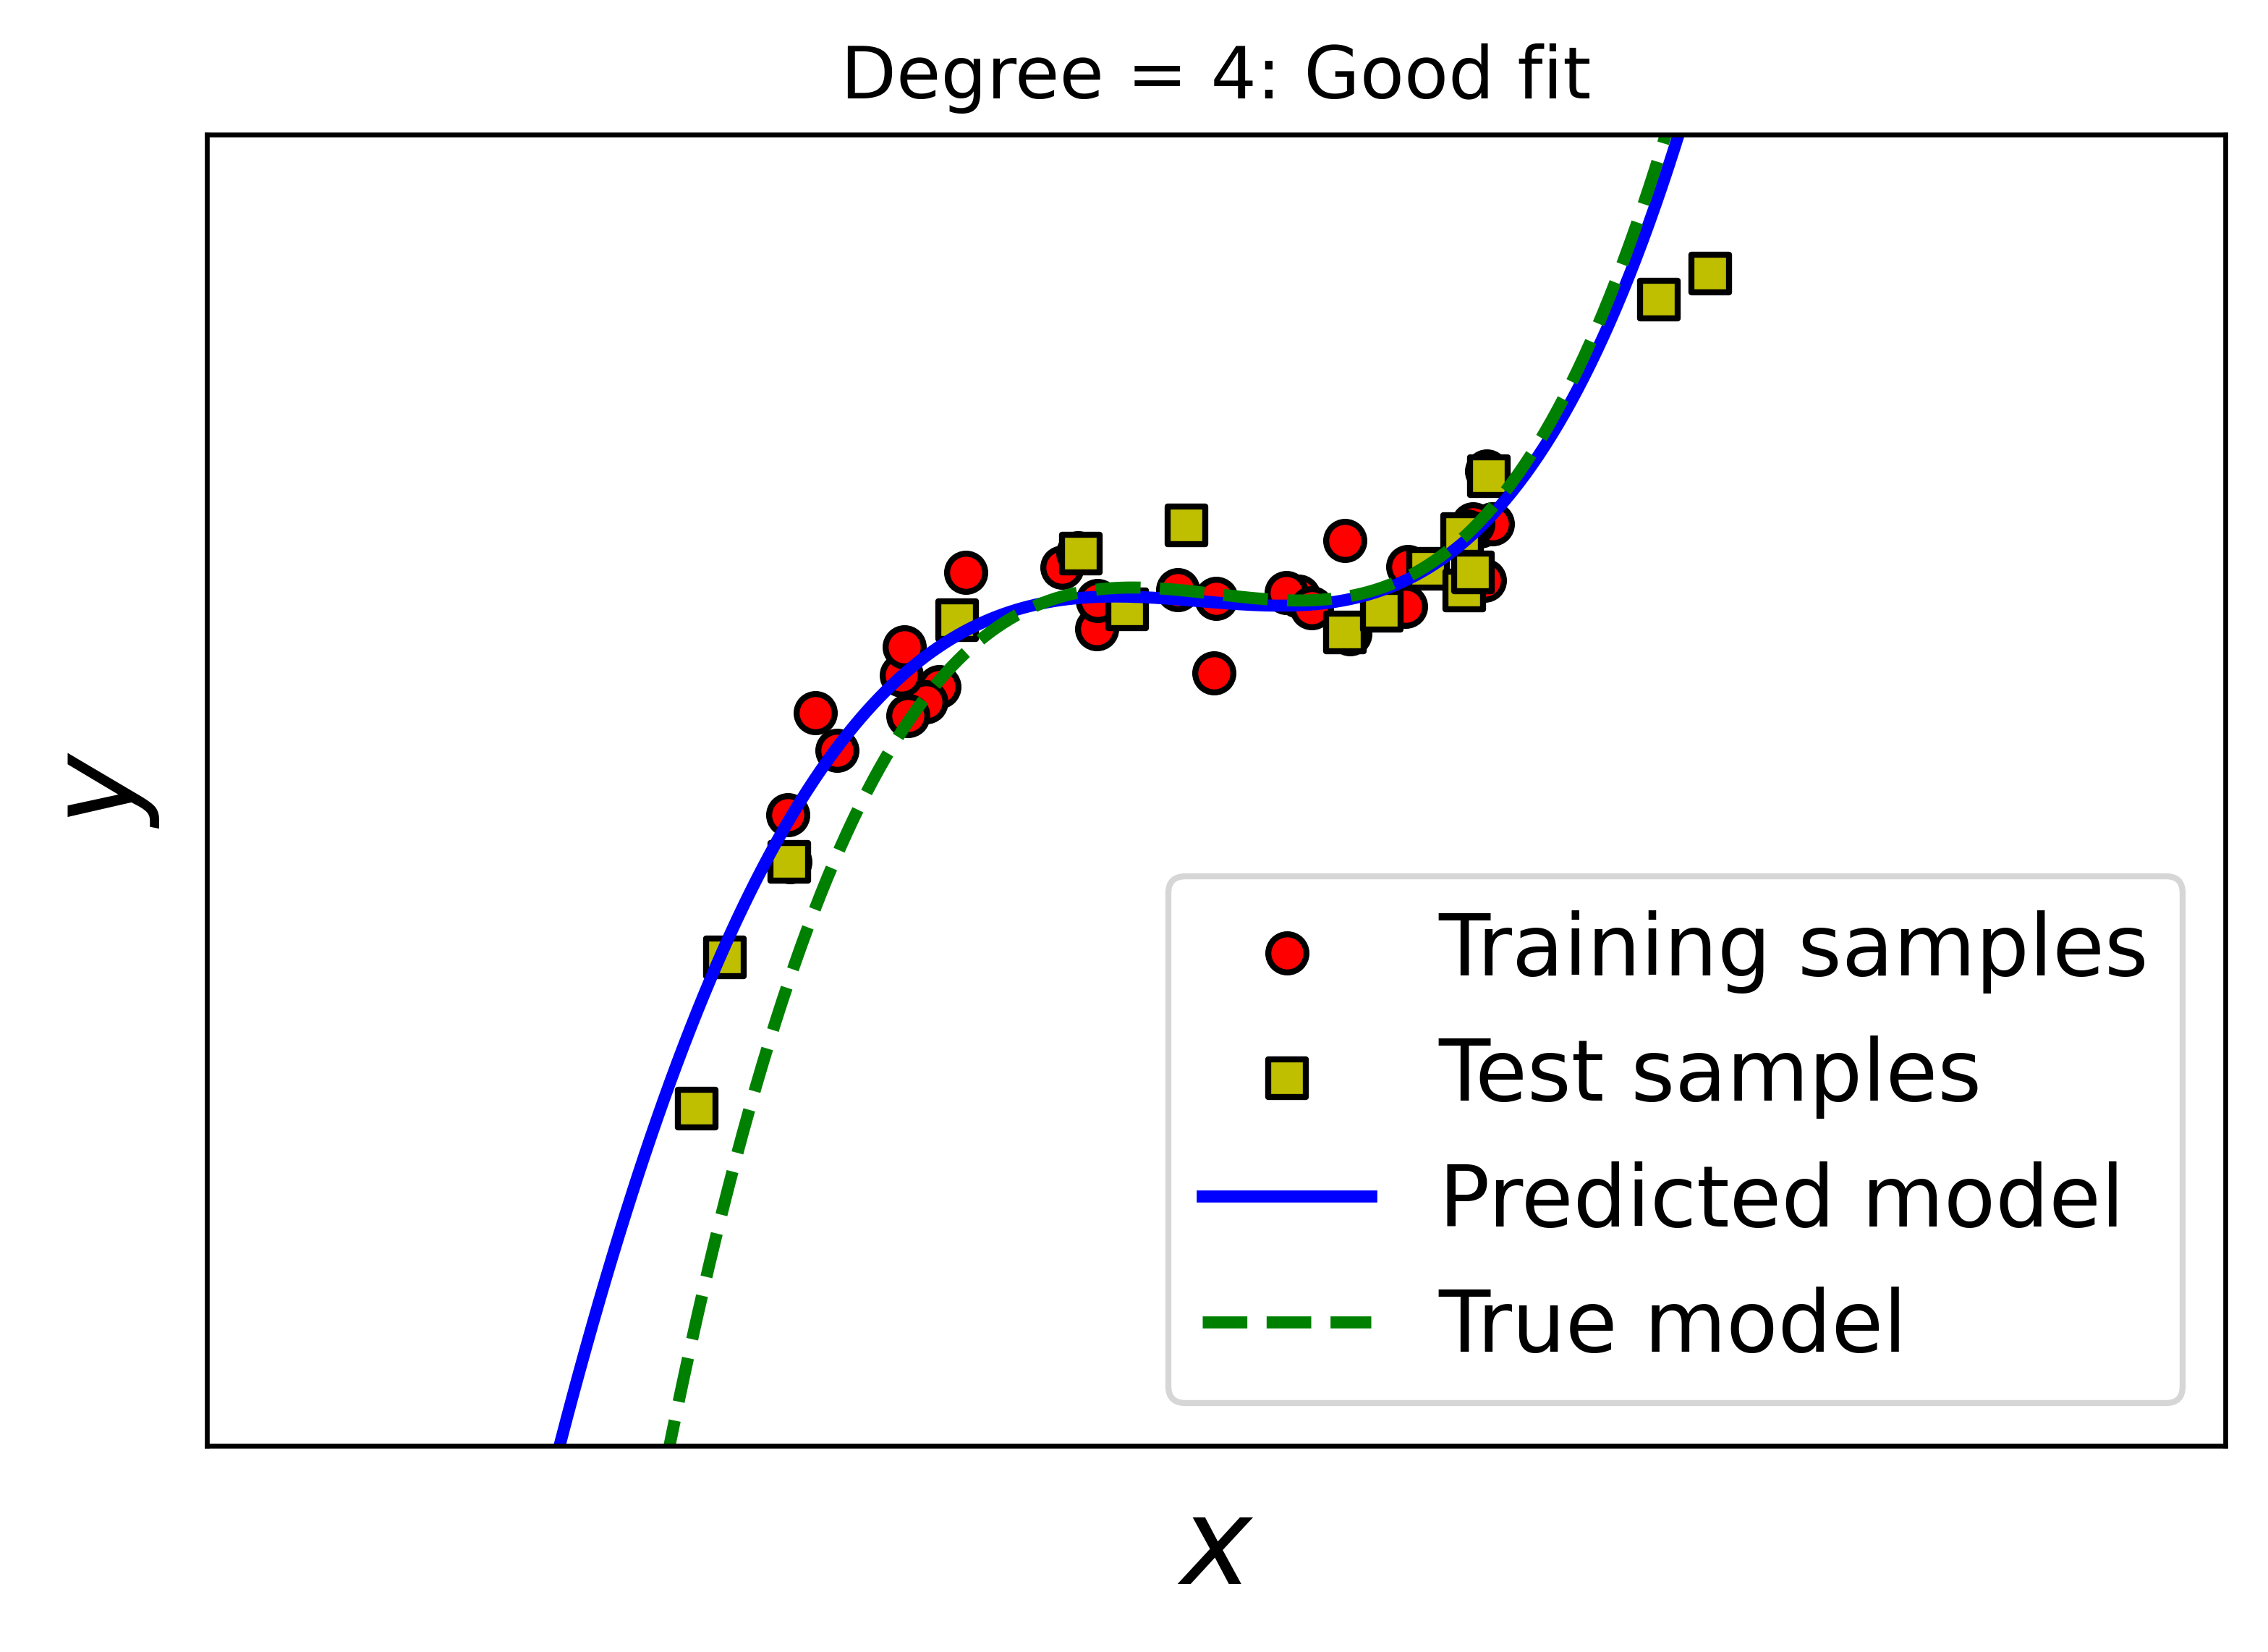 Degree = 4: Good fit
y
Training samples
Test samples
Predicted model
True model
x